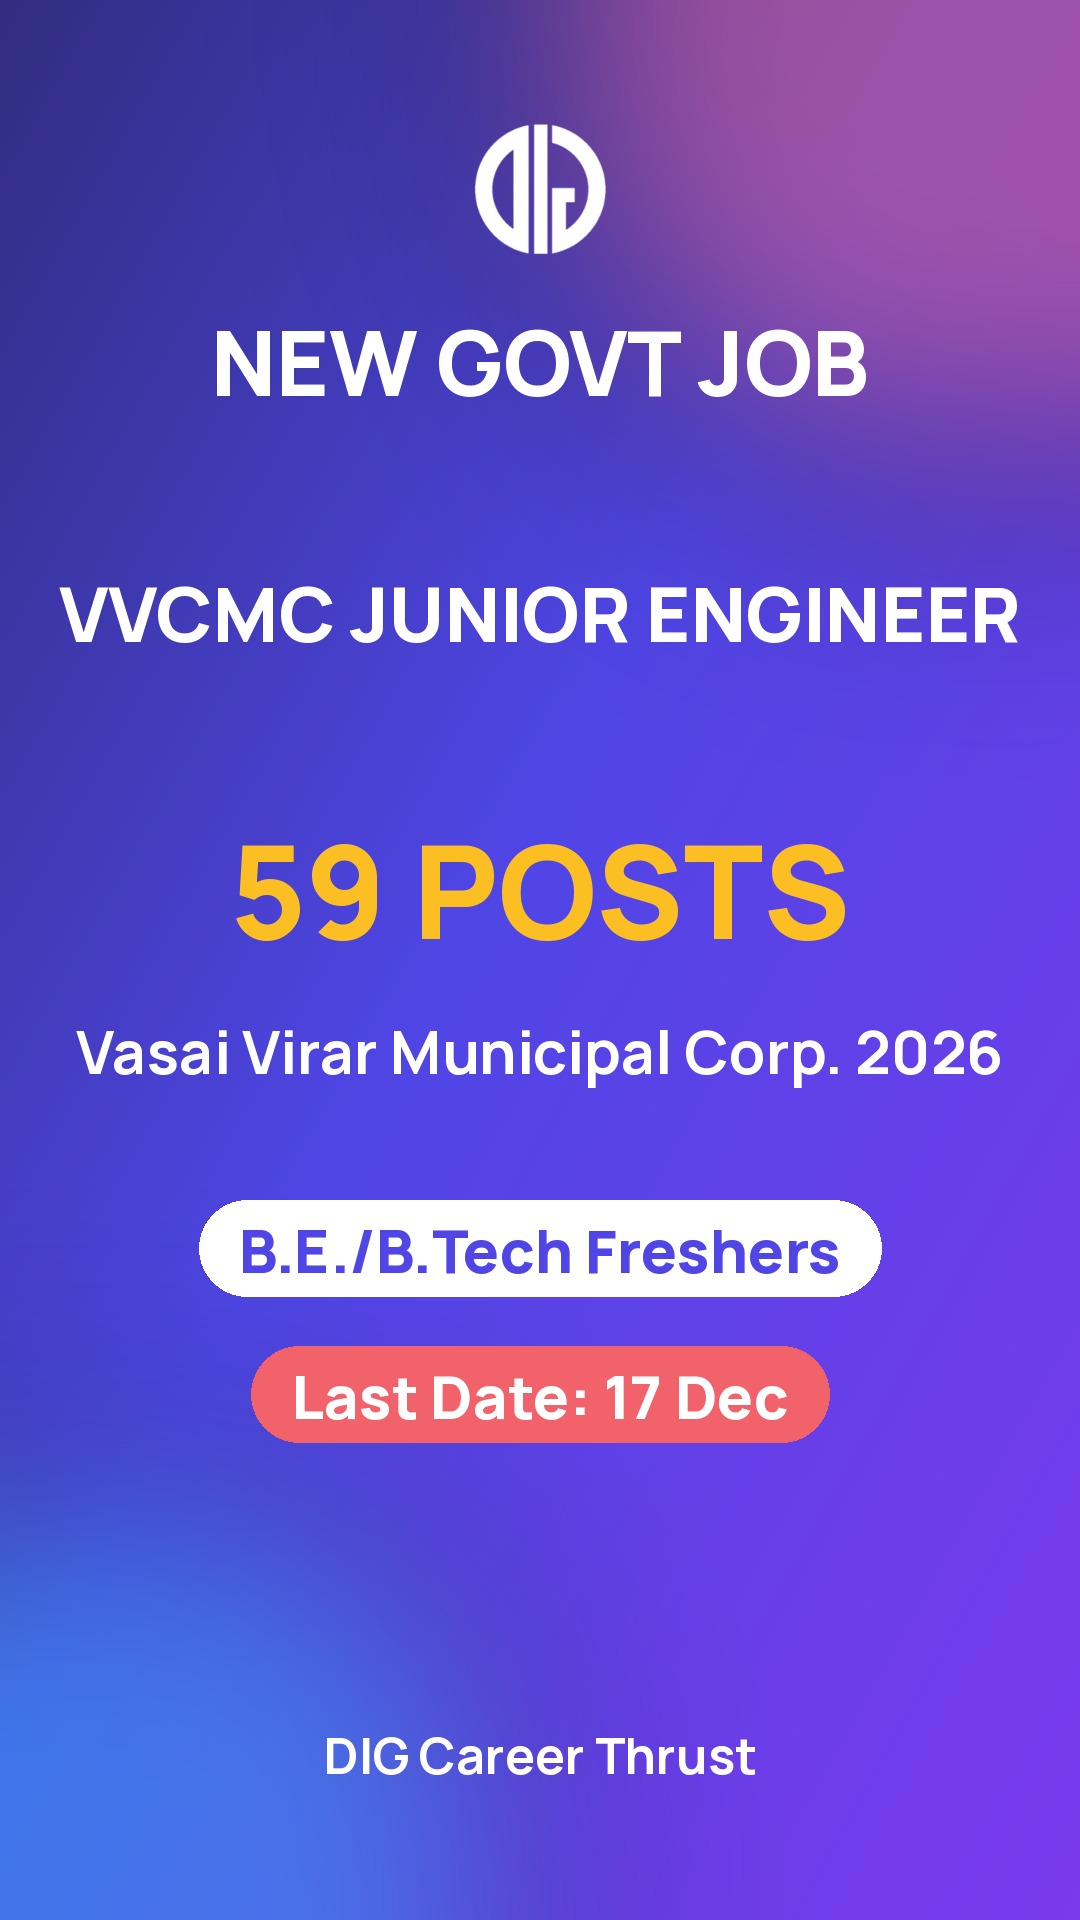 DIG
NEW GOVT JOB
VVCMC JUNIOR ENGINEER
59 POSTS
Vasai Virar Municipal Corp. 2026
B.E./B.Tech Freshers
Last Date: 17 Dec
DIG Career Thrust